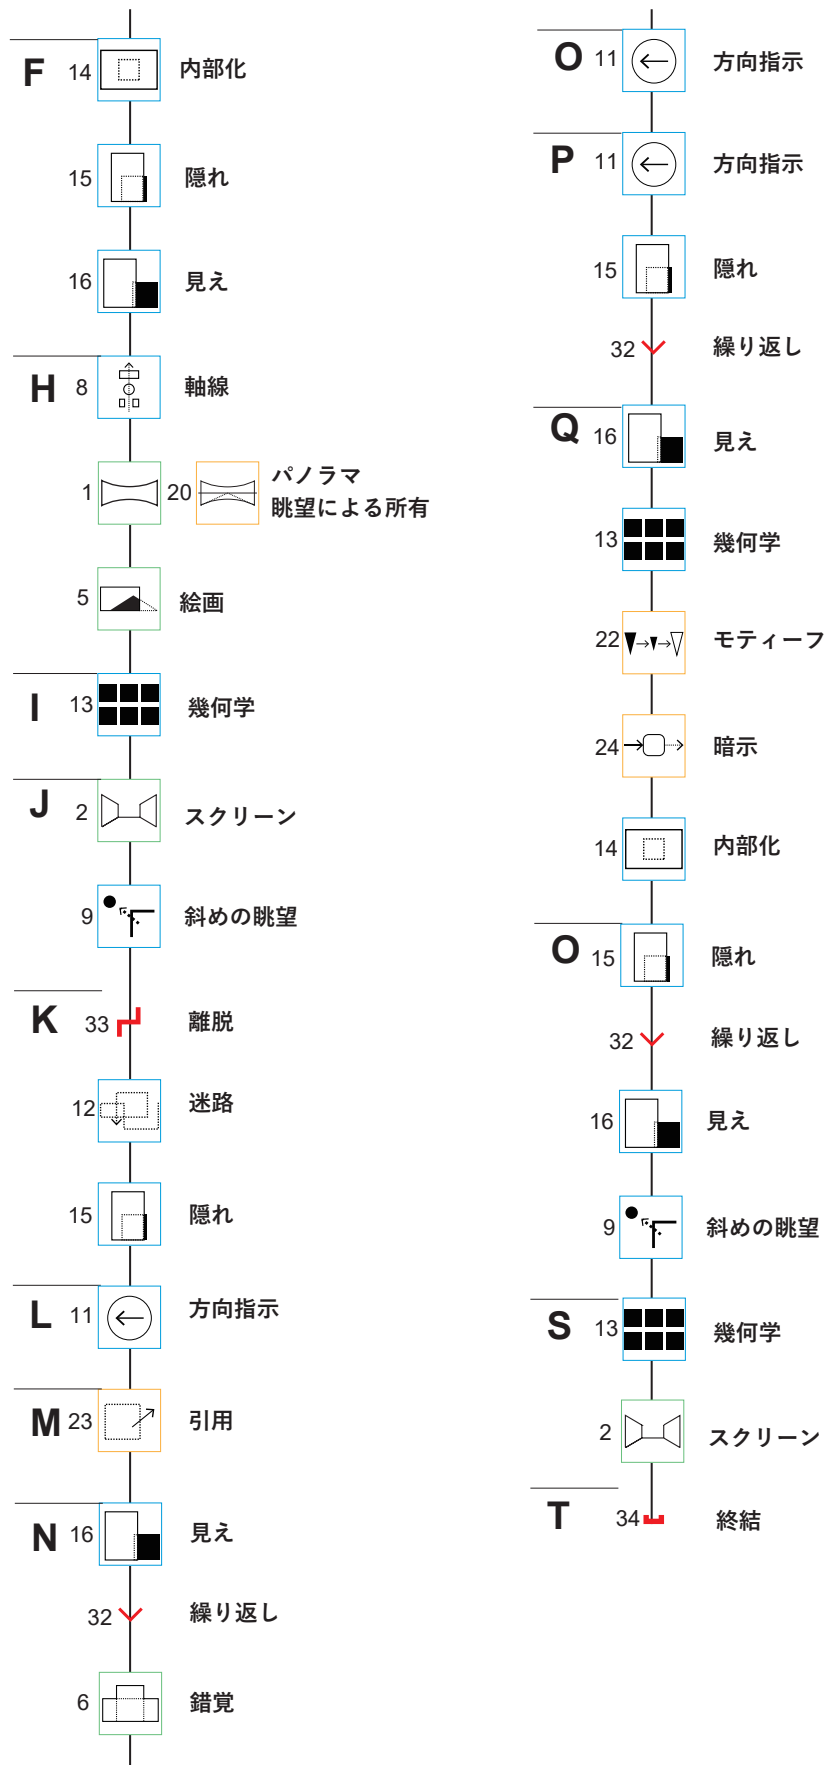 F 14 内部化
15 隠れ
16 見え
H 8 軸線
1 20 パノラマ
眺望による所有
5 絵画
I 13 幾何学
J 2 スクリーン
9 斜めの眺望
K 33 離脱
12 迷路
15 隠れ
L 11 方向指示
M 23 引用
N 16 見え
32 繰り返し
6 錯覚
O 11 方向指示
P 11 方向指示
15 隠れ
32 繰り返し
Q 16 見え
13 幾何学
22 モティーフ
24 暗示
14 内部化
O 15 隠れ
32 繰り返し
16 見え
9 斜めの眺望
S 13 幾何学
2 スクリーン
T 34 終結